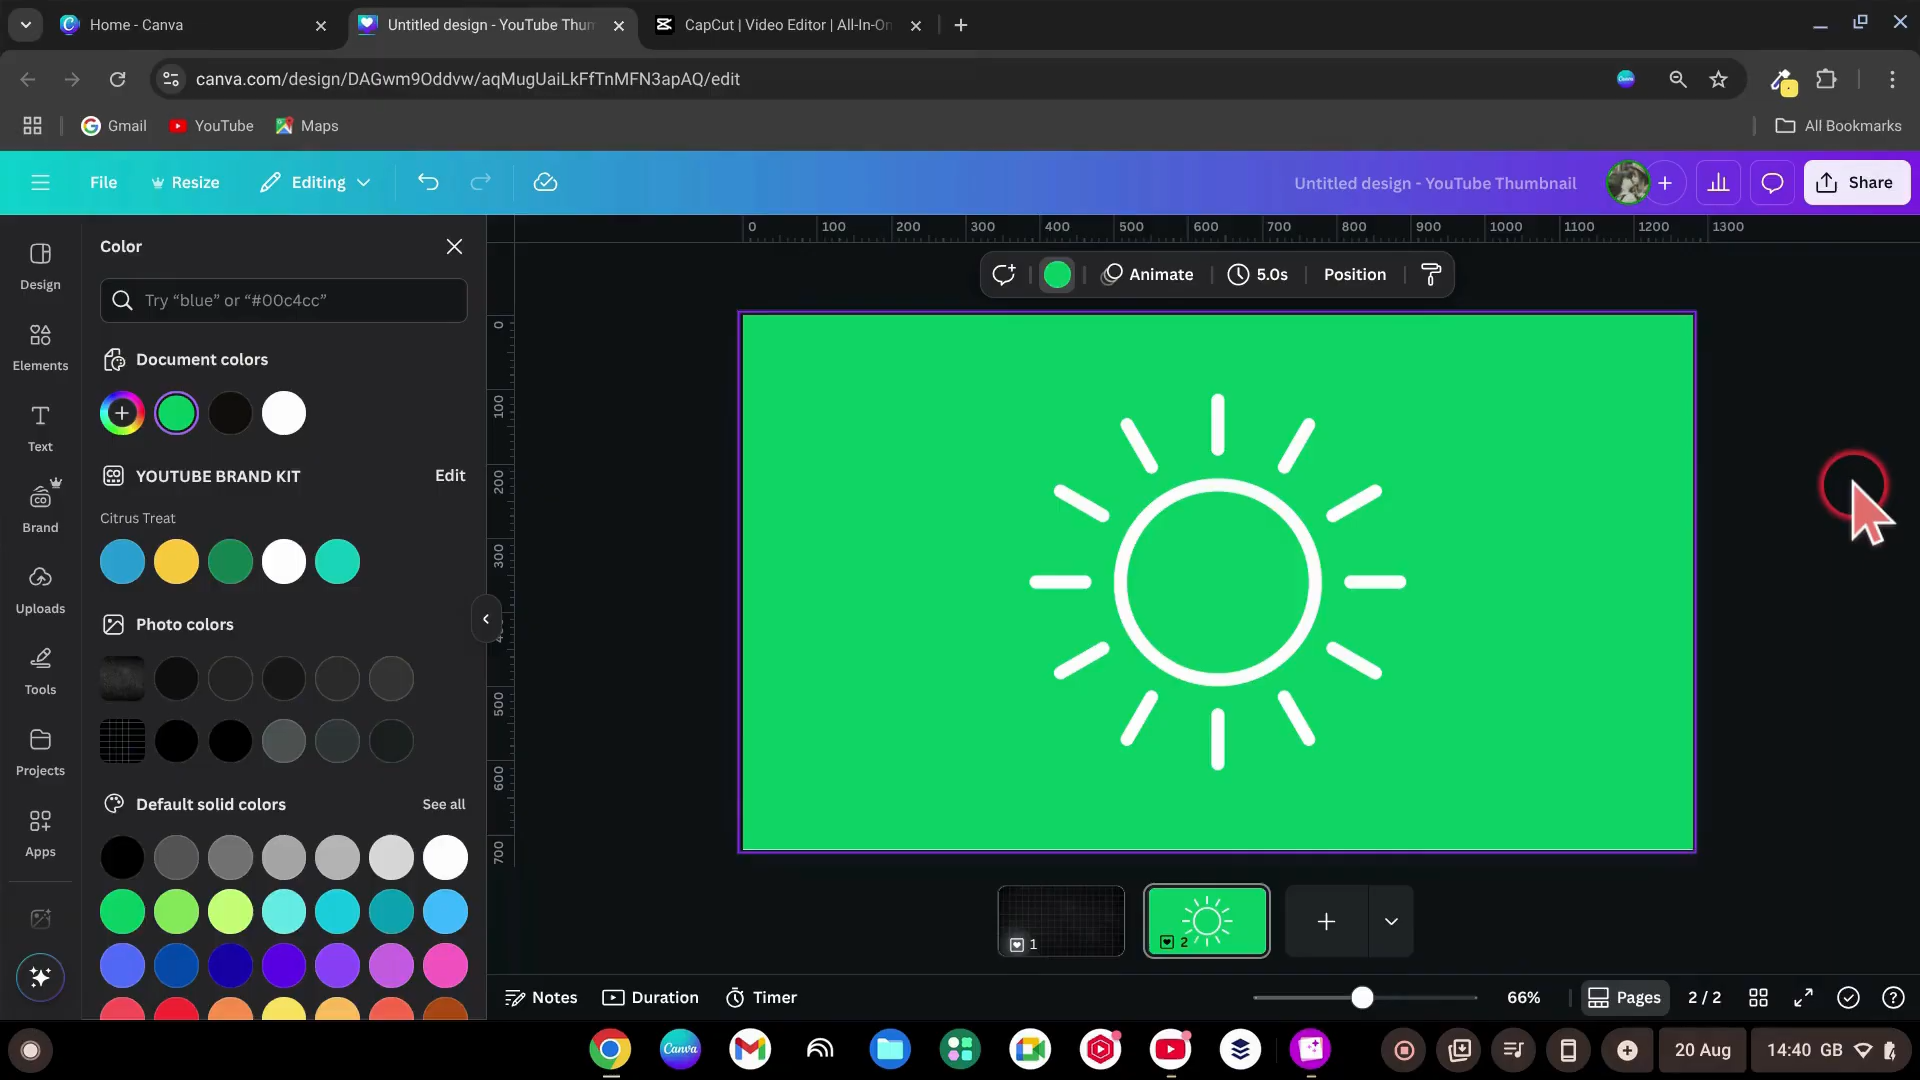 Home - Canva
Untitled design - YouTube Thum
CapCut | Video Editor | All-In-On
canva.com/design/DAGwm9Oddvw/aqMugUaiLkFfTnMFN3apAQ/edit
Gmail
YouTube
Maps
All Bookmarks
File
Resize
Editing
Untitled design - YouTube Thumbnail
Share
Design
Elements
Text
Brand
Uploads
Tools
Projects
Apps
Color
Try “blue” or “#00c4cc”
Document colors
YOUTUBE BRAND KIT
Edit
Citrus Treat
Photo colors
Default solid colors
See all
0 100 200 300 400 500 600 700 800 900 1000 1100 1200 1300
0
100
200
300
500
600
700
Animate
5.0s
Position
1
2
Notes
Duration
Timer
66%
Pages
2 / 2
Canva
20 Aug
14:40 GB